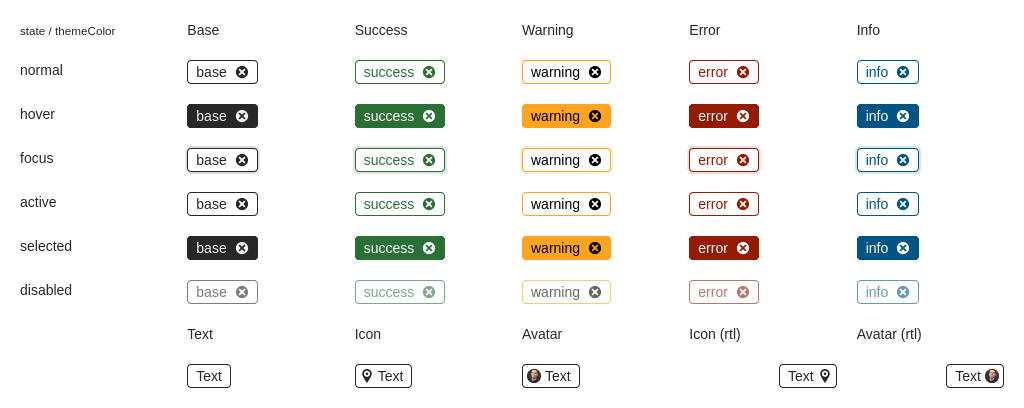 state / themeColor Base Success Warning Error Info
normal base success warning error info
hover base success warning error info
focus base success warning error info
active base success warning error info
selected base success warning error info
disabled base success warning error info
Text Icon Avatar Icon (rtl) Avatar (rtl)
Text Text Text Text Text